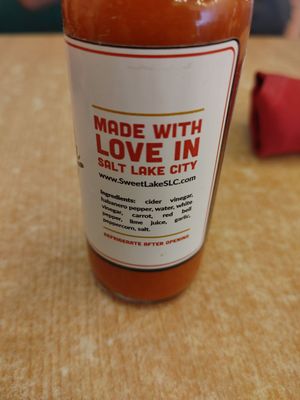 MADE WITH
LOVE IN
SALT LAKE CITY
www.SweetLakeSLC.com
Ingredients: cider vinegar,
habanero pepper, water, white
vinegar, carrot, red bell
pepper, lime juice, garlic,
peppercorn, salt.
REFRIGERATE AFTER OPENING